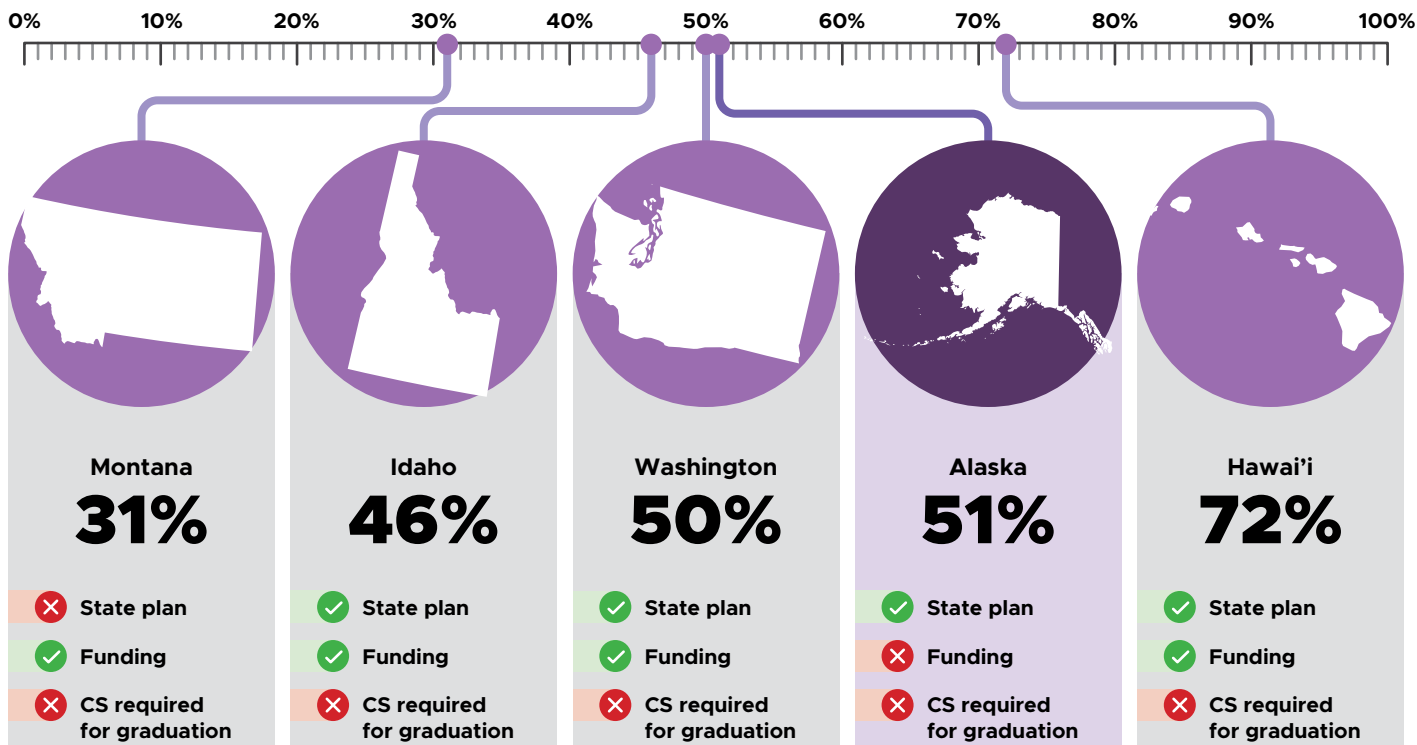 0% 10% 20% 30% 40% 50% 60% 70% 80% 90% 100%
Montana
31%
State plan
Funding
CS required
for graduation
Idaho
46%
State plan
Funding
CS required
for graduation
Washington
50%
State plan
Funding
CS required
for graduation
Alaska
51%
State plan
Funding
CS required
for graduation
Hawai’i
72%
State plan
Funding
CS required
for graduation